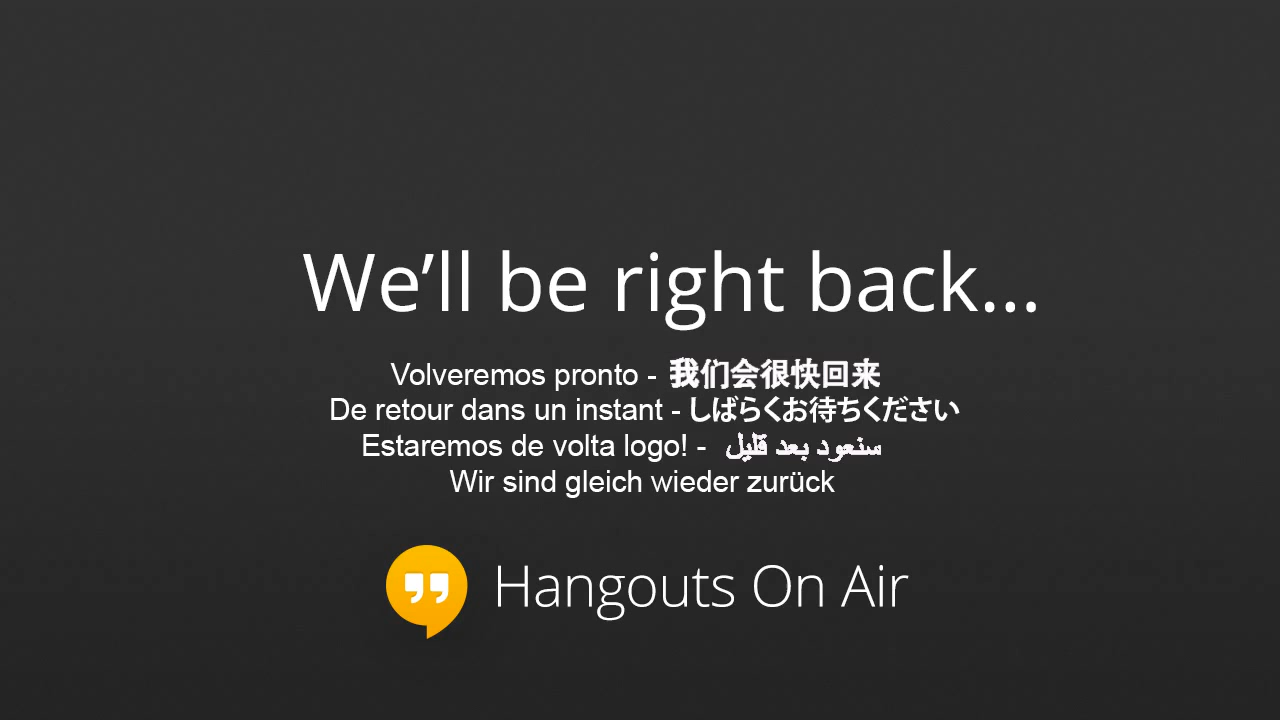 We’ll be right back...
Volveremos pronto - 我们会很快回来
De retour dans un instant - しばらくお待ちください
Estaremos de volta logo! - سنعود بعد قليل
Wir sind gleich wieder zurück
Hangouts On Air